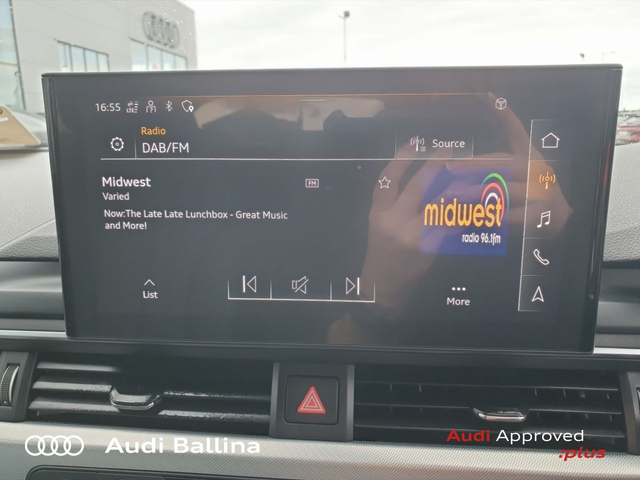 16:55
Radio
DAB/FM
Source
Midwest
FM
Varied
Now:The Late Late Lunchbox - Great Music
and More!
midwest
radio 96.1fm
List
More
Audi Ballina
Audi Approved
:plus